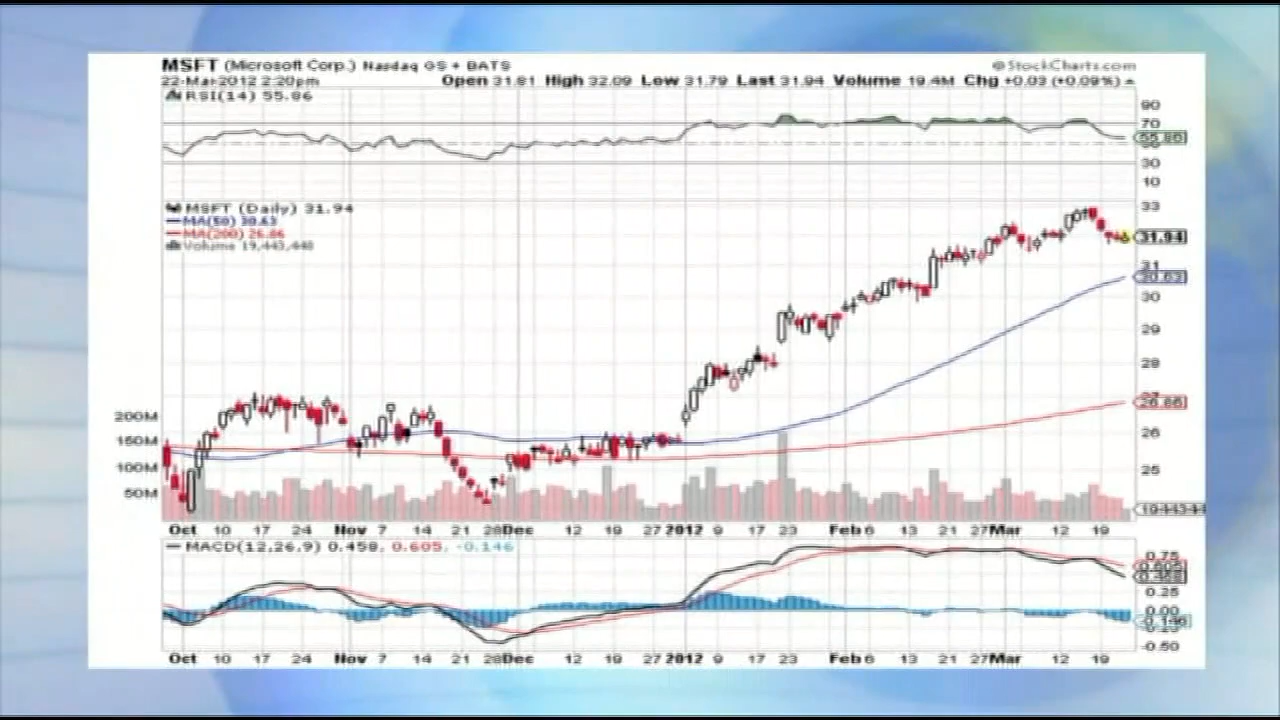 MSFT (Microsoft Corp.) Nasdaq GS + BATS
© StockCharts.com
22-Mar-2012 2:20pm
Open 31.81 High 32.09 Low 31.79 Last 31.94 Volume 19.4M Chg +0.03 (+0.09%)
RSI(14) 55.86
90
70
55.86
50
30
10
MSFT (Daily) 31.94
MA(50) 30.63
MA(200) 26.86
Volume 19,443,448
33
31.94
31
30.63
30
29
28
27
26.86
26
25
200M
150M
100M
50M
Oct 10 17 24 Nov 7 14 21 28 Dec 12 19 27 2012 9 17 23 Feb 6 13 21 27 Mar 12 19
MACD(12,26,9) 0.458, 0.605, -0.146
0.75
0.605
0.458
0.25
0.00
-0.146
-0.25
-0.50
Oct 10 17 24 Nov 7 14 21 28 Dec 12 19 27 2012 9 17 23 Feb 6 13 21 27 Mar 12 19